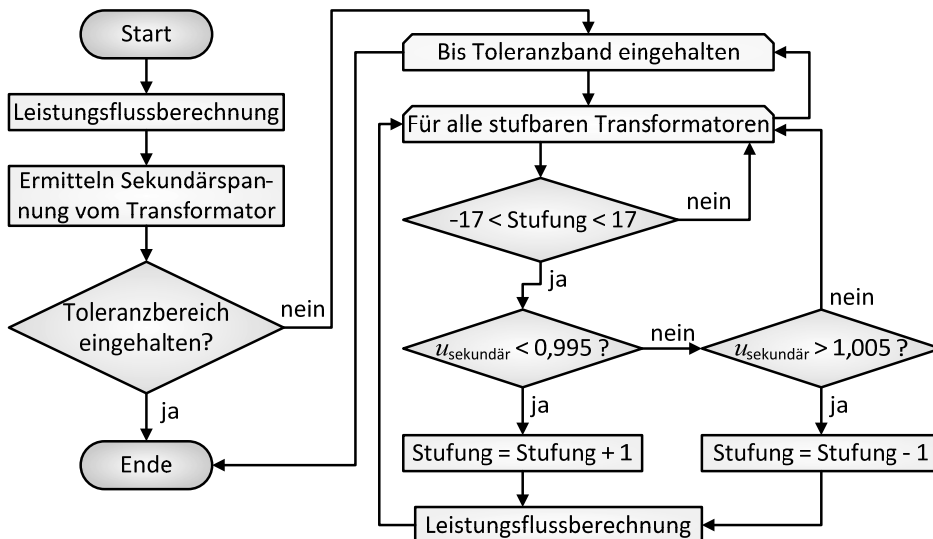 Start
Leistungsflussberechnung
Ermitteln Sekundärspan-
nung vom Transformator
Toleranzbereich
eingehalten?
nein
ja
Ende
Bis Toleranzband eingehalten
Für alle stufbaren Transformatoren
-17 < Stufung < 17
nein
ja
usekundär < 0,995 ?
nein
ja
Stufung = Stufung + 1
usekundär > 1,005 ?
nein
ja
Stufung = Stufung - 1
Leistungsflussberechnung